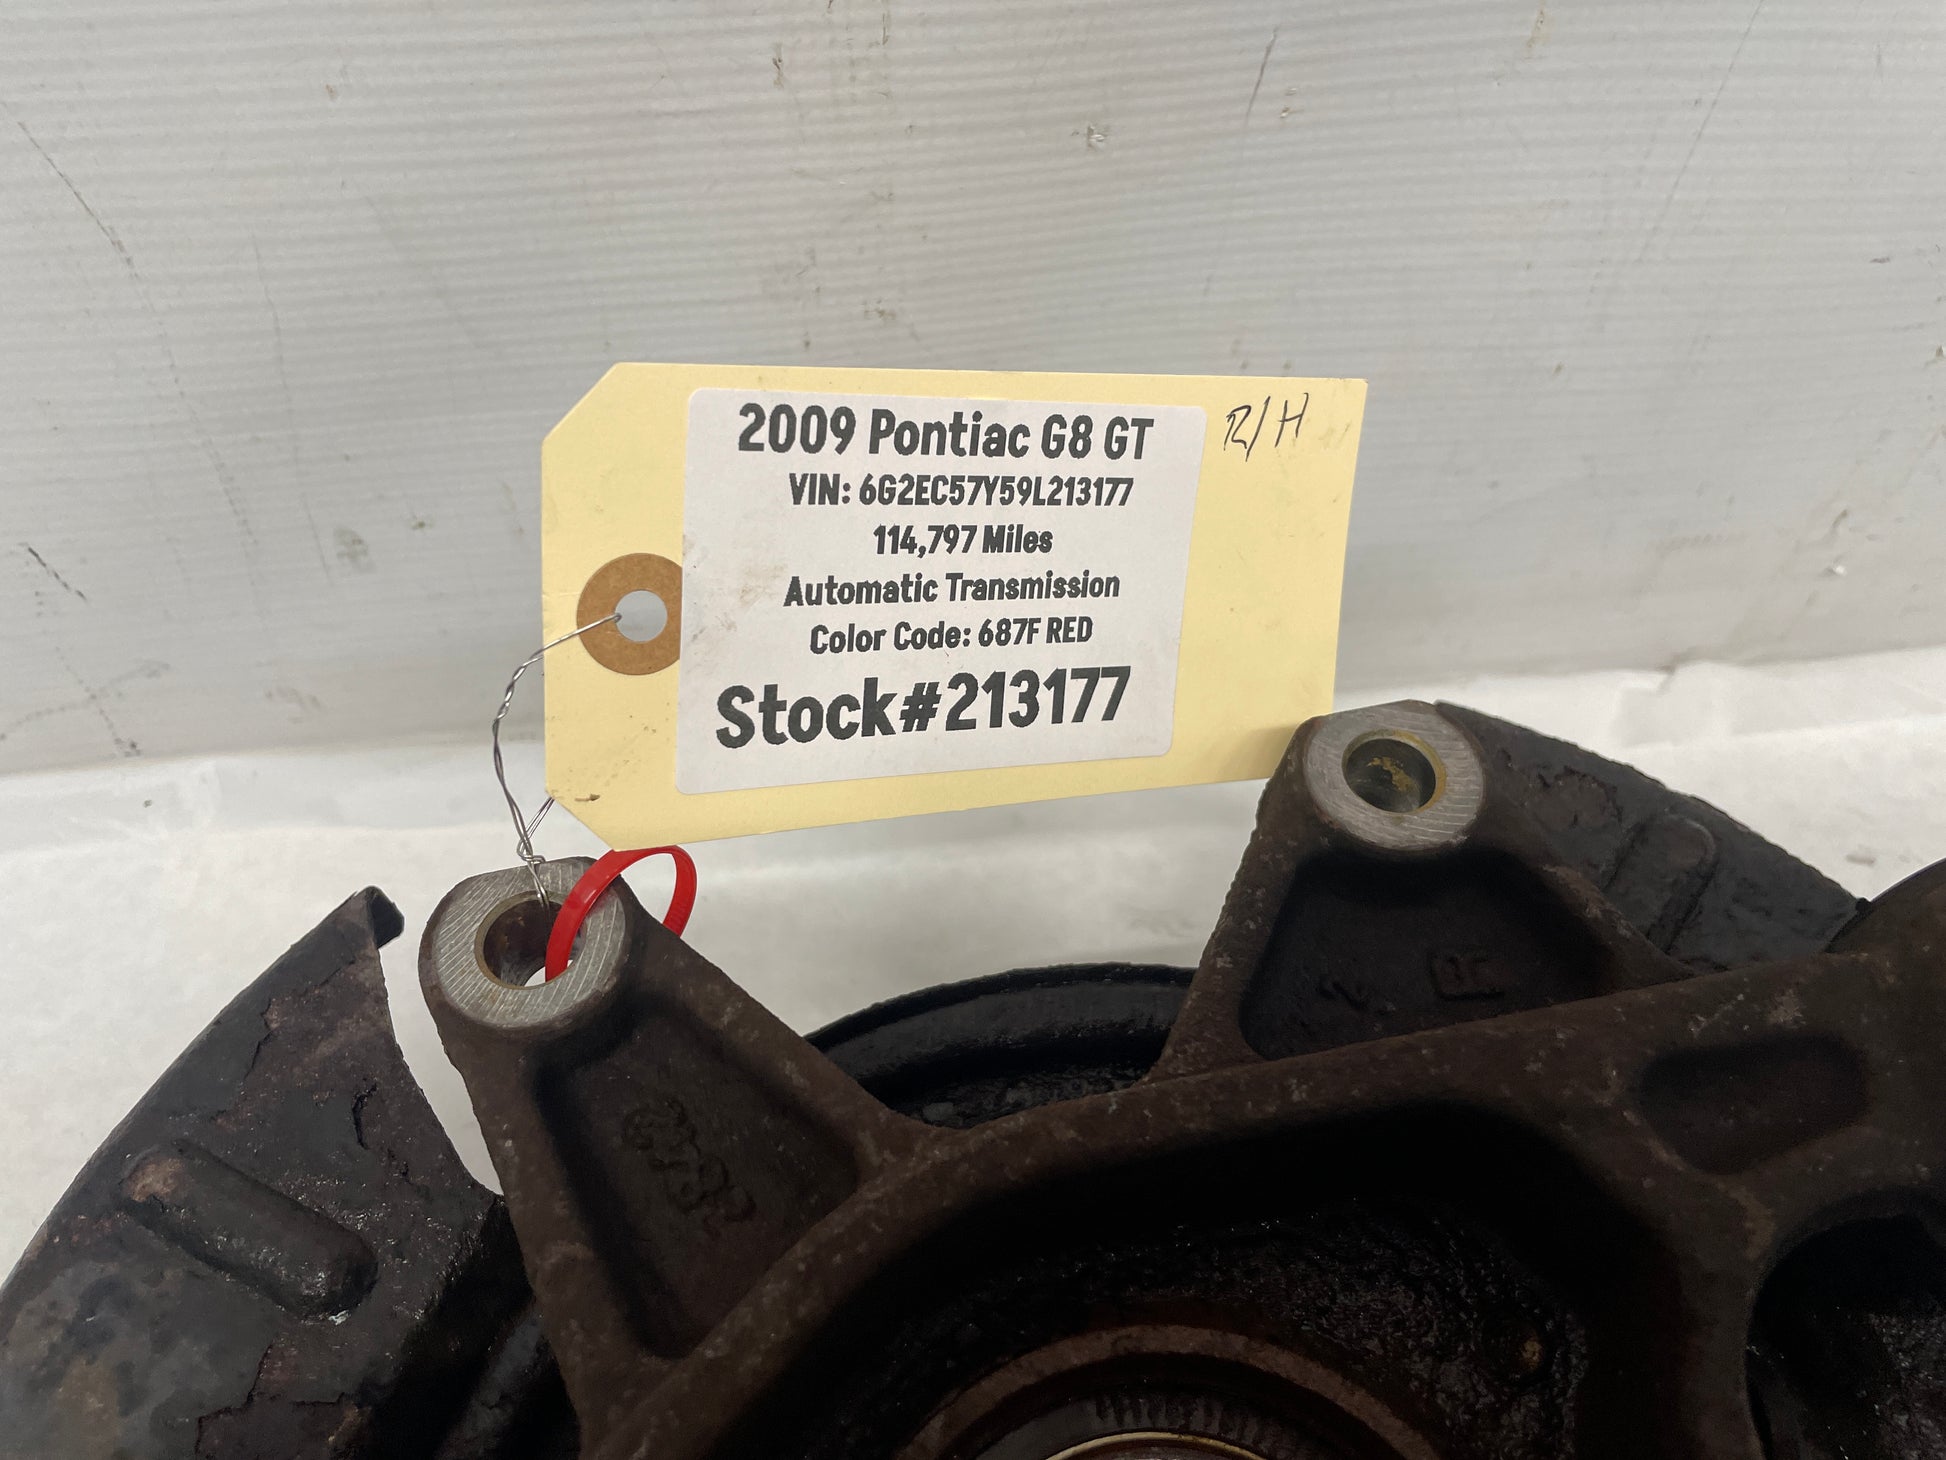 2009 Pontiac G8 GT
R/H
VIN: 6G2EC57Y59L213177
114,797 Miles
Automatic Transmission
Color Code: 687F RED
Stock#213177